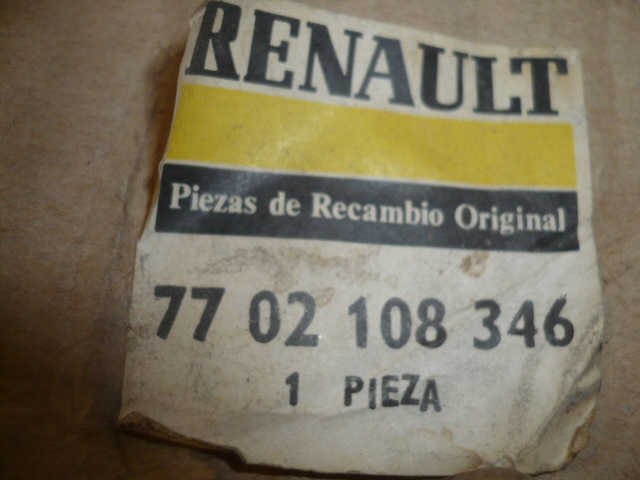 RENAULT
Piezas de Recambio Original
77 02 108 346
1 PIEZA